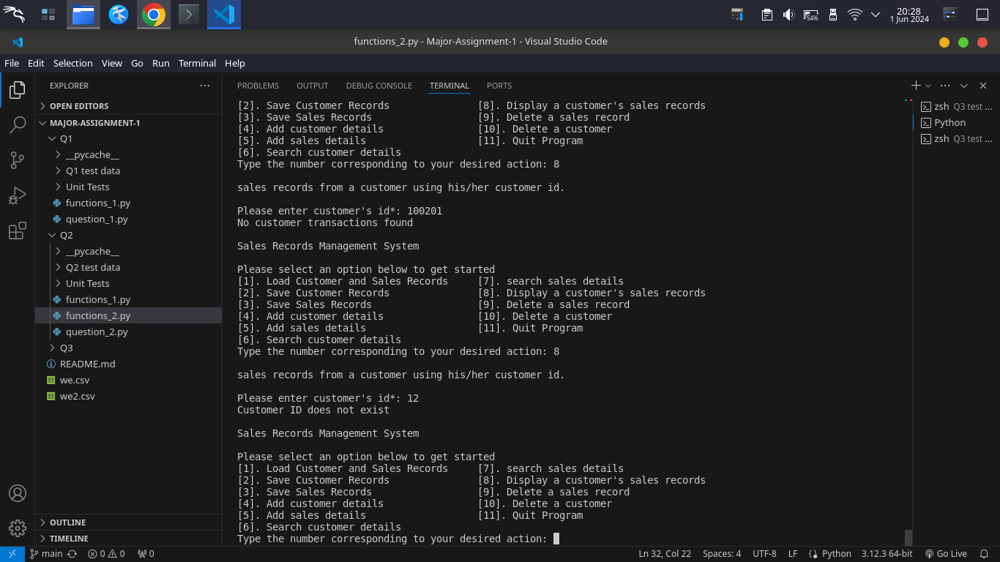 54%
20:28
1 Jun 2024
functions_2.py - Major-Assignment-1 - Visual Studio Code
File Edit Selection View Go Run Terminal Help
EXPLORER ···
OPEN EDITORS
MAJOR-ASSIGNMENT-1
Q1
__pycache__
Q1 test data
Unit Tests
functions_1.py
question_1.py
Q2
__pycache__
Q2 test data
Unit Tests
functions_1.py
functions_2.py
question_2.py
Q3
README.md
we.csv
we2.csv
OUTLINE
TIMELINE
PROBLEMS OUTPUT DEBUG CONSOLE TERMINAL PORTS
[2]. Save Customer Records [8]. Display a customer's sales records
[3]. Save Sales Records [9]. Delete a sales record
[4]. Add customer details [10]. Delete a customer
[5]. Add sales details [11]. Quit Program
[6]. Search customer details
Type the number corresponding to your desired action: 8
sales records from a customer using his/her customer id.
Please enter customer's id*: 100201
No customer transactions found
Sales Records Management System
Please select an option below to get started
[1]. Load Customer and Sales Records [7]. search sales details
[2]. Save Customer Records [8]. Display a customer's sales records
[3]. Save Sales Records [9]. Delete a sales record
[4]. Add customer details [10]. Delete a customer
[5]. Add sales details [11]. Quit Program
[6]. Search customer details
Type the number corresponding to your desired action: 8
sales records from a customer using his/her customer id.
Please enter customer's id*: 12
Customer ID does not exist
Sales Records Management System
Please select an option below to get started
[1]. Load Customer and Sales Records [7]. search sales details
[2]. Save Customer Records [8]. Display a customer's sales records
[3]. Save Sales Records [9]. Delete a sales record
[4]. Add customer details [10]. Delete a customer
[5]. Add sales details [11]. Quit Program
[6]. Search customer details
Type the number corresponding to your desired action:
zsh Q3 test ...
Python
zsh Q3 test ...
main 0 0 0 Ln 32, Col 22 Spaces: 4 UTF-8 LF Python 3.12.3 64-bit Go Live